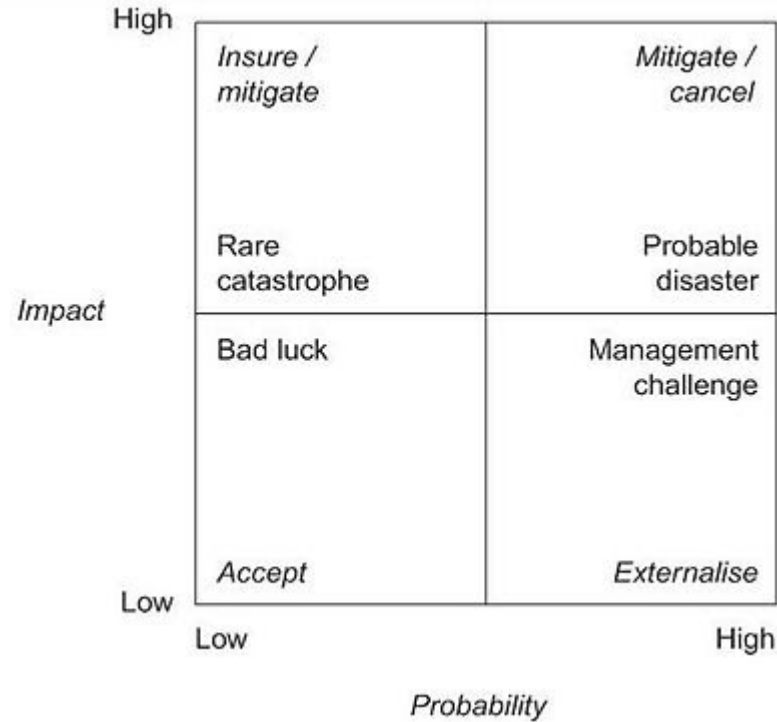 High
Insure /
mitigate
Mitigate /
cancel
Rare
catastrophe
Probable
disaster
Impact
Bad luck
Management
challenge
Accept
Externalise
Low
Low
High
Probability